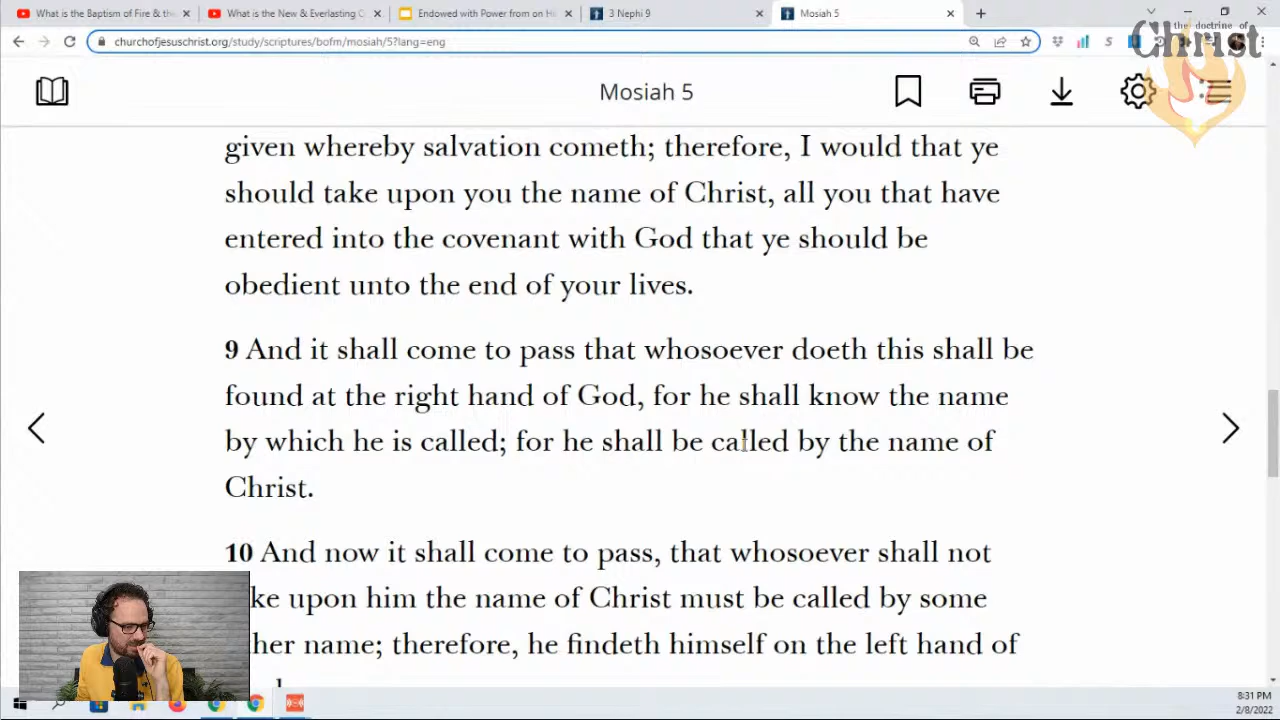 What is the Baptism of Fire & the
What is the New & Everlasting C
Endowed with Power from on Hi
3 Nephi 9
Mosiah 5
churchofjesuschrist.org/study/scriptures/bofm/mosiah/5?lang=eng
the doctrine of
Christ
Mosiah 5
given whereby salvation cometh; therefore, I would that ye
should take upon you the name of Christ, all you that have
entered into the covenant with God that ye should be
obedient unto the end of your lives.
9 And it shall come to pass that whosoever doeth this shall be
found at the right hand of God, for he shall know the name
by which he is called; for he shall be called by the name of
Christ.
10 And now it shall come to pass, that whosoever shall not
ke upon him the name of Christ must be called by some
her name; therefore, he findeth himself on the left hand of
8:31 PM
2/8/2022